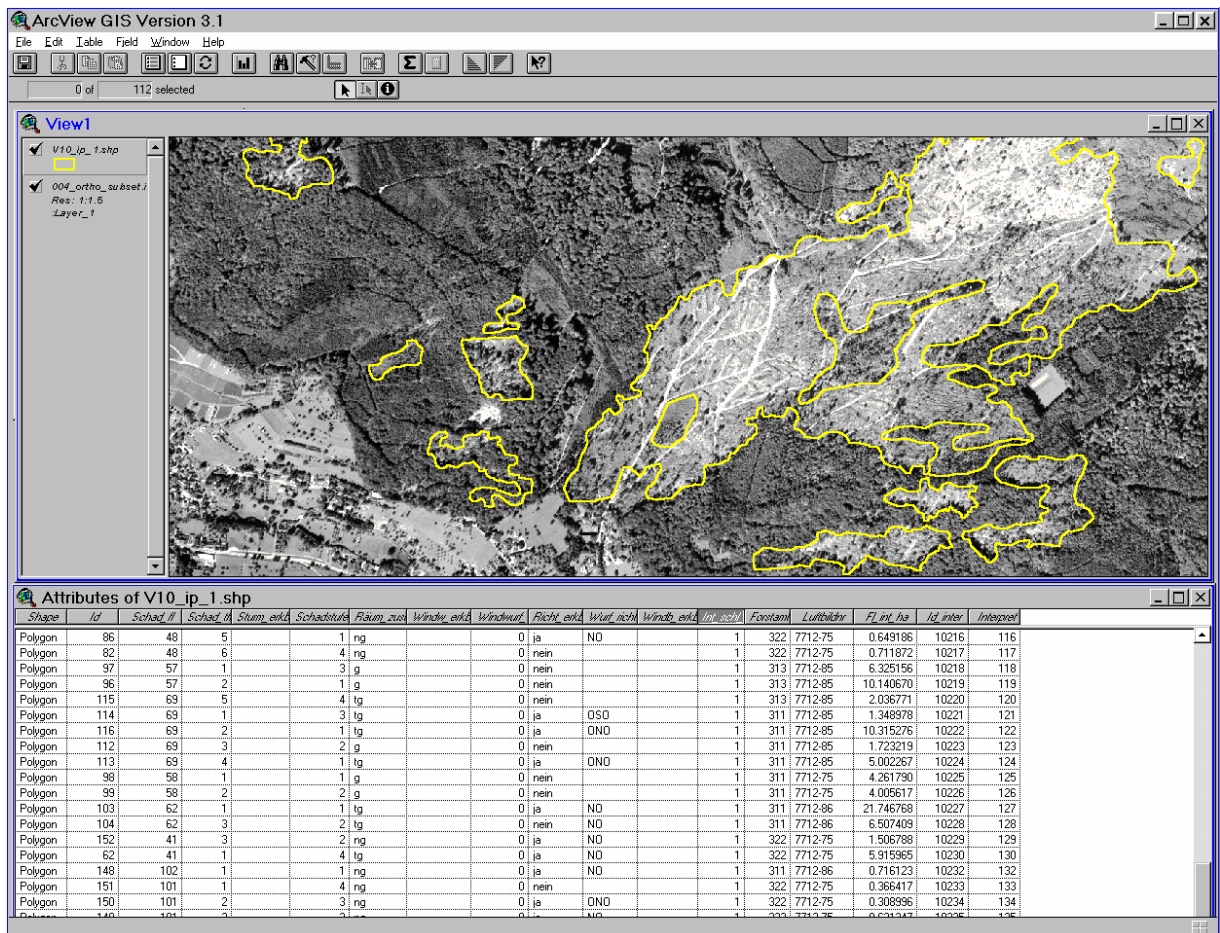 ArcView GIS Version 3.1
File Edit Table Field Window Help
0 of 112 selected
View1
V10_ip_1.shp
004_ortho_subset.i
Res: 1:1.5
:Layer_1
Attributes of V10_ip_1.shp
Shape Id Schad_fl Schad_tf Sturm_erkb Schadstufe Räum_zus Windw_erkb Windwurf_ Richt_erkb Wurf_richt Windb_erkb Int_schl Forstamt Luftbildnr Fl_int_ha Id_inter Interpret
Polygon 86 48 5 1 ng 0 ja NO 1 322 7712-75 0.649186 10216 116
Polygon 82 48 6 4 ng 0 nein 1 322 7712-75 0.711872 10217 117
Polygon 97 57 1 3 g 0 nein 1 313 7712-85 6.325156 10218 118
Polygon 96 57 2 1 g 0 nein 1 313 7712-85 10.140670 10219 119
Polygon 115 69 5 4 tg 0 nein 1 313 7712-85 2.036771 10220 120
Polygon 114 69 1 3 tg 0 ja OSO 1 311 7712-85 1.348978 10221 121
Polygon 116 69 2 1 tg 0 ja ONO 1 311 7712-85 10.315276 10222 122
Polygon 112 69 3 2 g 0 nein 1 311 7712-85 1.723219 10223 123
Polygon 113 69 4 1 tg 0 ja ONO 1 311 7712-85 5.002267 10224 124
Polygon 98 58 1 1 g 0 nein 1 311 7712-75 4.261790 10225 125
Polygon 99 58 2 2 g 0 nein 1 311 7712-75 4.005617 10226 126
Polygon 103 62 1 1 tg 0 ja NO 1 311 7712-86 21.746768 10227 127
Polygon 104 62 3 2 tg 0 nein NO 1 311 7712-86 6.507409 10228 128
Polygon 152 41 3 2 ng 0 ja NO 1 322 7712-75 1.506788 10229 129
Polygon 62 41 1 4 tg 0 ja NO 1 322 7712-75 5.915965 10230 130
Polygon 148 102 1 1 ng 0 ja NO 1 311 7712-86 0.716123 10232 132
Polygon 151 101 1 4 ng 0 nein 1 322 7712-75 0.366417 10233 133
Polygon 150 101 2 3 ng 0 ja ONO 1 322 7712-75 0.308996 10234 134